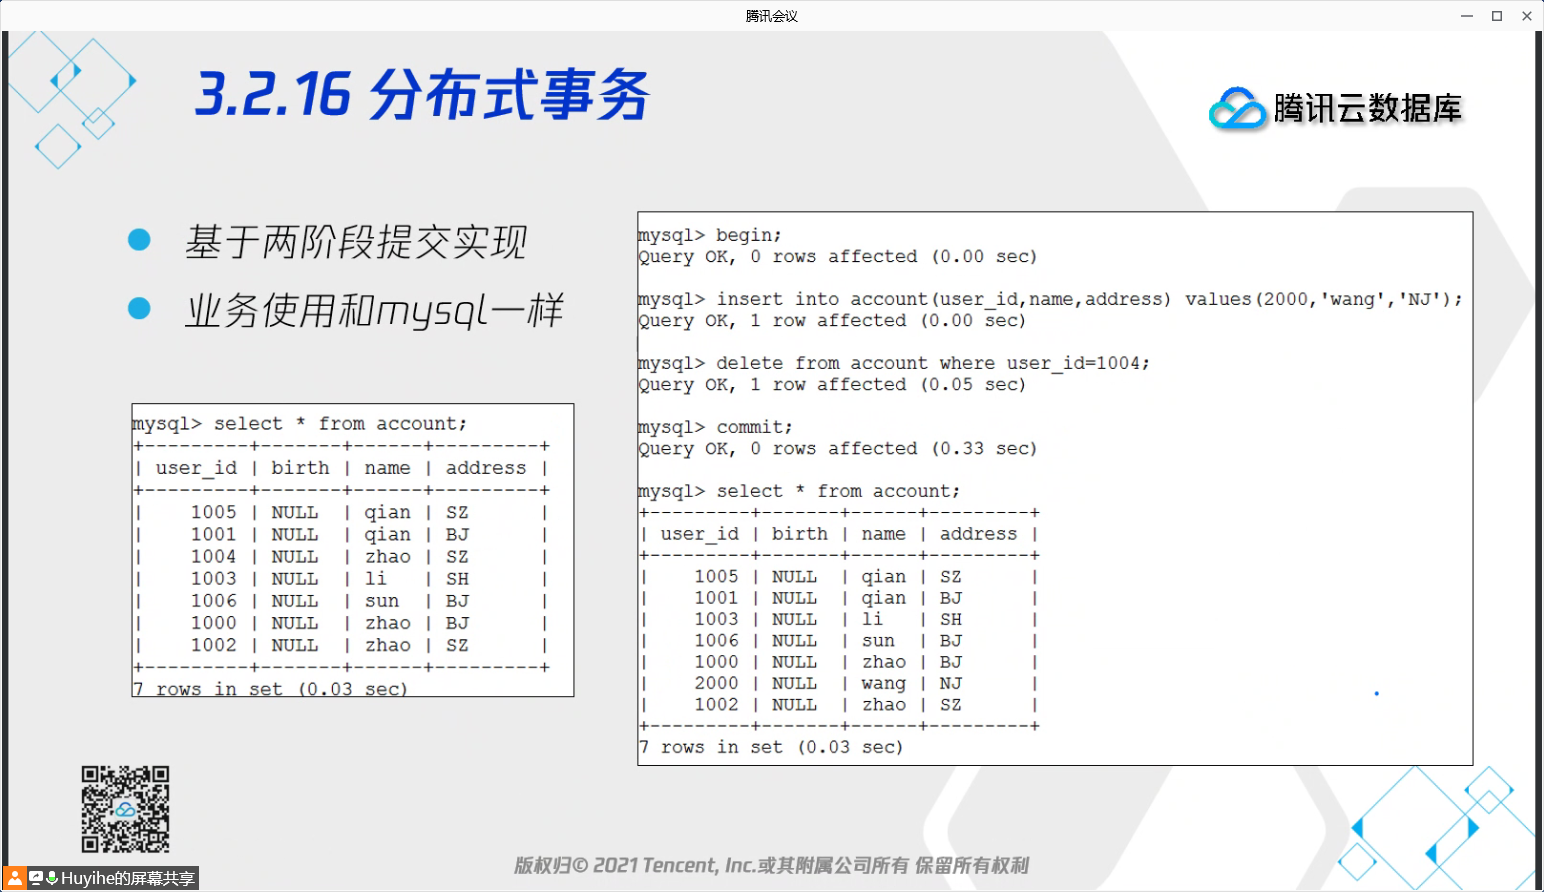 腾讯会议
3.2.16 分布式事务
腾讯云数据库
基于两阶段提交实现
业务使用和mysql一样
mysql> select * from account;
+---------+-------+------+---------+
| user_id | birth | name | address |
+---------+-------+------+---------+
|    1005 | NULL  | qian | SZ      |
|    1001 | NULL  | qian | BJ      |
|    1004 | NULL  | zhao | SZ      |
|    1003 | NULL  | li   | SH      |
|    1006 | NULL  | sun  | BJ      |
|    1000 | NULL  | zhao | BJ      |
|    1002 | NULL  | zhao | SZ      |
+---------+-------+------+---------+
7 rows in set (0.03 sec)
mysql> begin;
Query OK, 0 rows affected (0.00 sec)
mysql> insert into account(user_id,name,address) values(2000,'wang','NJ');
Query OK, 1 row affected (0.00 sec)
mysql> delete from account where user_id=1004;
Query OK, 1 row affected (0.05 sec)
mysql> commit;
Query OK, 0 rows affected (0.33 sec)
mysql> select * from account;
+---------+-------+------+---------+
| user_id | birth | name | address |
+---------+-------+------+---------+
|    1005 | NULL  | qian | SZ      |
|    1001 | NULL  | qian | BJ      |
|    1003 | NULL  | li   | SH      |
|    1006 | NULL  | sun  | BJ      |
|    1000 | NULL  | zhao | BJ      |
|    2000 | NULL  | wang | NJ      |
|    1002 | NULL  | zhao | SZ      |
+---------+-------+------+---------+
7 rows in set (0.03 sec)
版权归© 2021 Tencent, Inc.或其附属公司所有 保留所有权利
Huyihe的屏幕共享